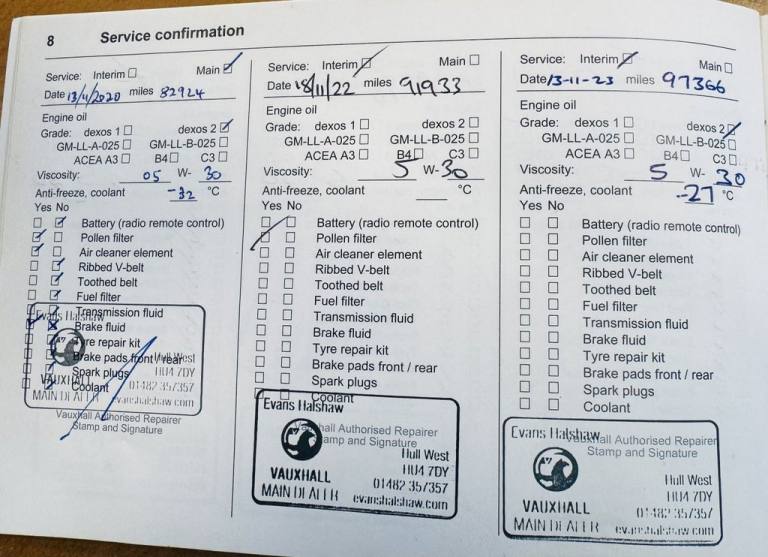 8 Service confirmation
Service: Interim Main
Date 13/11/2020 miles 82924
Engine oil
Grade: dexos 1 dexos 2
GM-LL-A-025 GM-LL-B-025
ACEA A3 B4 C3
Viscosity: 05 W- 30
Anti-freeze, coolant -32 °C
Yes No
Battery (radio remote control)
Pollen filter
Air cleaner element
Ribbed V-belt
Toothed belt
Fuel filter
Transmission fluid
Brake fluid
Tyre repair kit
Brake pads front / rear
Spark plugs
Coolant
Evans Halshaw
Hull West
HU4 7DY
VAUXHALL 01482 357357
MAIN DEALER evanshalshaw.com
Vauxhall Authorised Repairer
Stamp and Signature
Service: Interim Main
Date 18/11/22 miles 91933
Engine oil
Grade: dexos 1 dexos 2
GM-LL-A-025 GM-LL-B-025
ACEA A3 B4 C3
Viscosity: 5 W-30
Anti-freeze, coolant °C
Yes No
Battery (radio remote control)
Pollen filter
Air cleaner element
Ribbed V-belt
Toothed belt
Fuel filter
Transmission fluid
Brake fluid
Tyre repair kit
Brake pads front / rear
Spark plugs
Coolant
Evans Halshaw
Vauxhall Authorised Repairer
Stamp and Signature
Hull West
HU4 7DY
VAUXHALL 01482 357357
MAIN DEALER evanshalshaw.com
Service: Interim Main
Date 13-11-23 miles 97366
Engine oil
Grade: dexos 1 dexos 2
GM-LL-A-025 GM-LL-B-025
ACEA A3 B4 C3
Viscosity: 5 W- 30
Anti-freeze, coolant -27 °C
Yes No
Battery (radio remote control)
Pollen filter
Air cleaner element
Ribbed V-belt
Toothed belt
Fuel filter
Transmission fluid
Brake fluid
Tyre repair kit
Brake pads front / rear
Spark plugs
Coolant
Evans Halshaw
Vauxhall Authorised Repairer
Stamp and Signature
Hull West
HU4 7DY
VAUXHALL 01482 357357
MAIN DEALER evanshalshaw.com